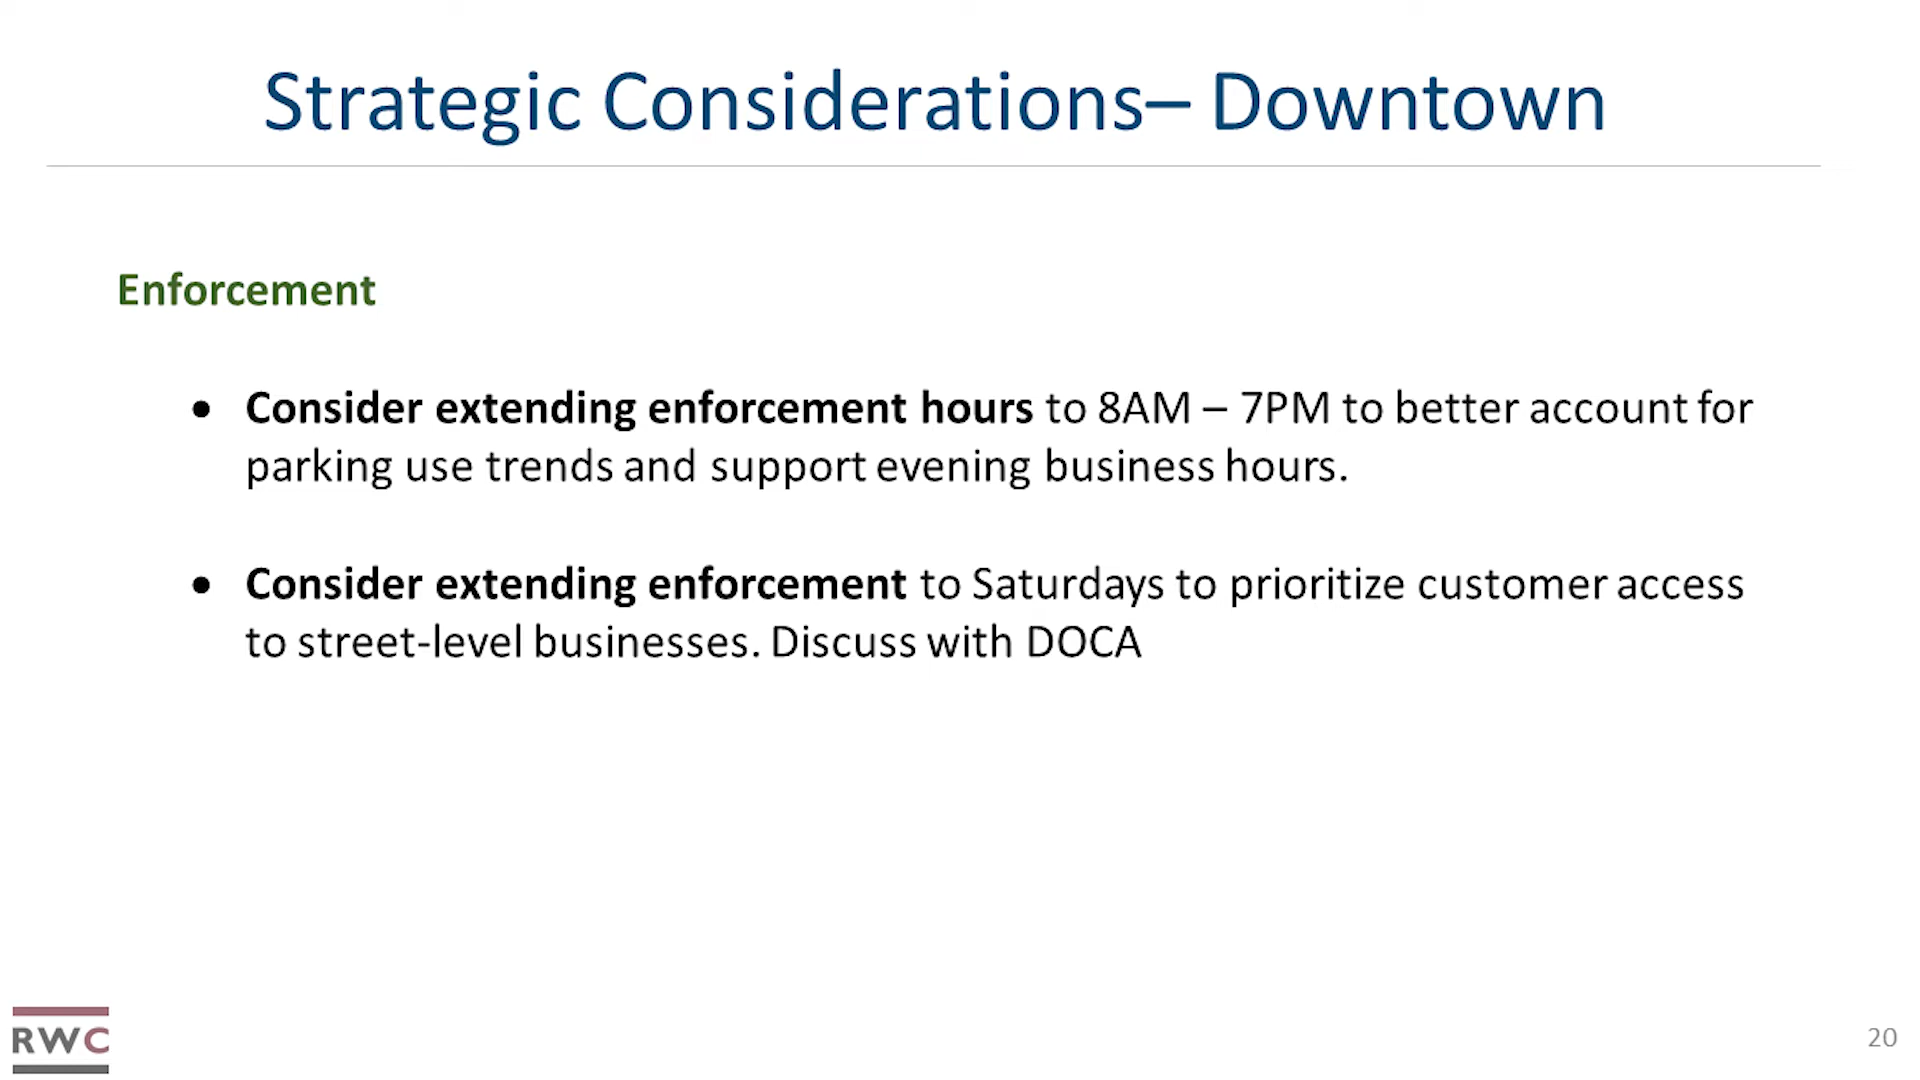 Strategic Considerations– Downtown
Enforcement
• Consider extending enforcement hours to 8AM – 7PM to better account for
parking use trends and support evening business hours.
• Consider extending enforcement to Saturdays to prioritize customer access
to street-level businesses. Discuss with DOCA
RWC
20